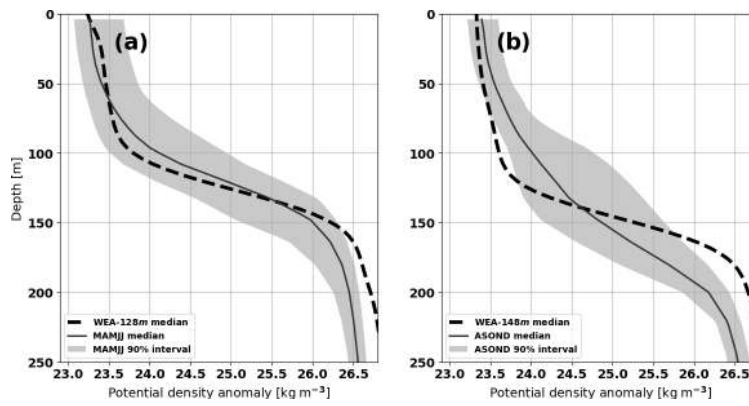 (a)
(b)
0
50
100
150
200
250
Depth [m]
WEA-128m median
MAMJJ median
MAMJJ 90% interval
23.0 23.5 24.0 24.5 25.0 25.5 26.0 26.5
Potential density anomaly [kg m⁻³]
0
50
100
150
200
250
WEA-148m median
ASOND median
ASOND 90% interval
23.0 23.5 24.0 24.5 25.0 25.5 26.0 26.5
Potential density anomaly [kg m⁻³]